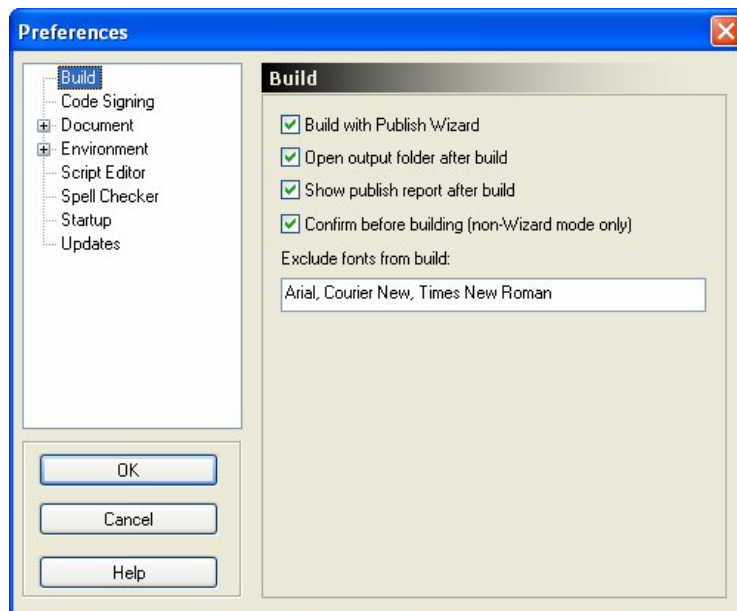 Preferences
Build
Code Signing
Document
Environment
Script Editor
Spell Checker
Startup
Updates
OK
Cancel
Help
Build
Build with Publish Wizard
Open output folder after build
Show publish report after build
Confirm before building (non-Wizard mode only)
Exclude fonts from build:
Arial, Courier New, Times New Roman